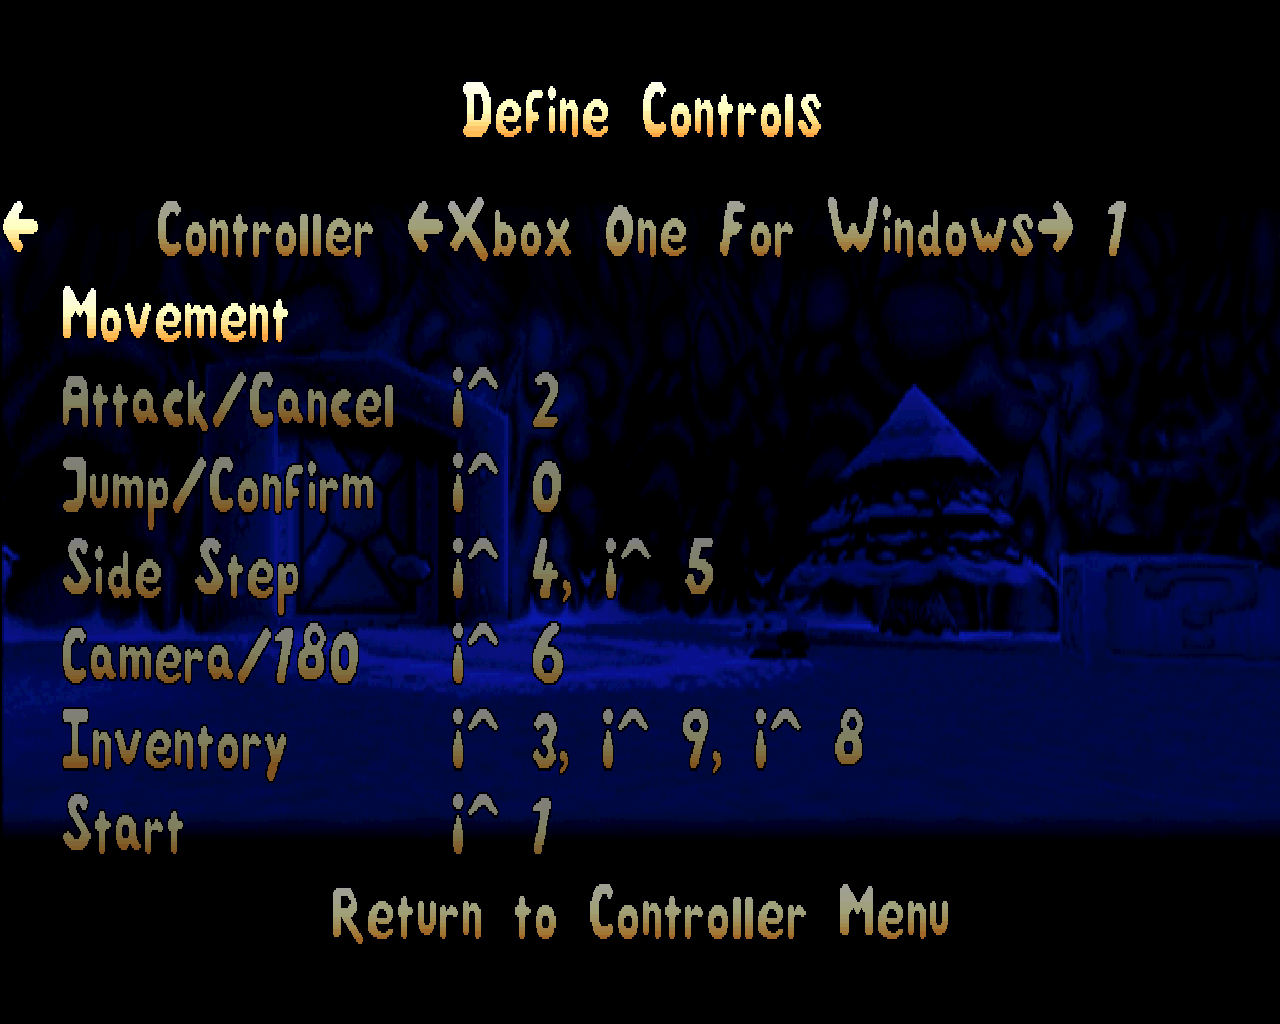 Define Controls
← Controller ←Xbox One For Windows→ 1
Movement
Attack/Cancel ¡^ 2
Jump/Confirm ¡^ 0
Side Step ¡^ 4, ¡^ 5
Camera/180 ¡^ 6
Inventory ¡^ 3, ¡^ 9, ¡^ 8
Start ¡^ 1
Return to Controller Menu